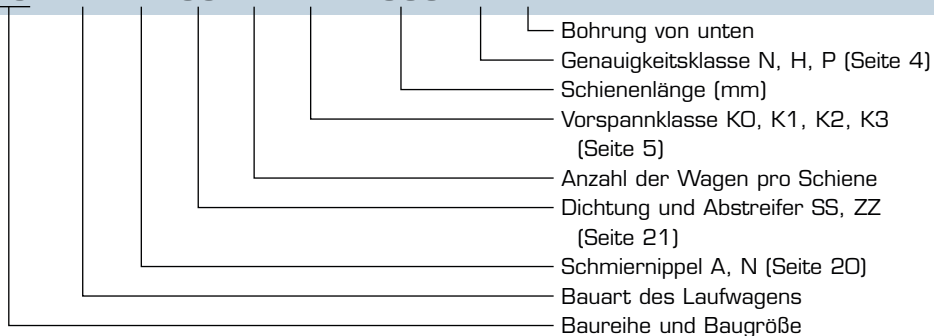 Bohrung von unten
Genauigkeitsklasse N, H, P (Seite 4)
Schienenlänge (mm)
Vorspannklasse K0, K1, K2, K3
(Seite 5)
Anzahl der Wagen pro Schiene
Dichtung und Abstreifer SS, ZZ
(Seite 21)
Schmiernippel A, N (Seite 20)
Bauart des Laufwagens
Baureihe und Baugröße